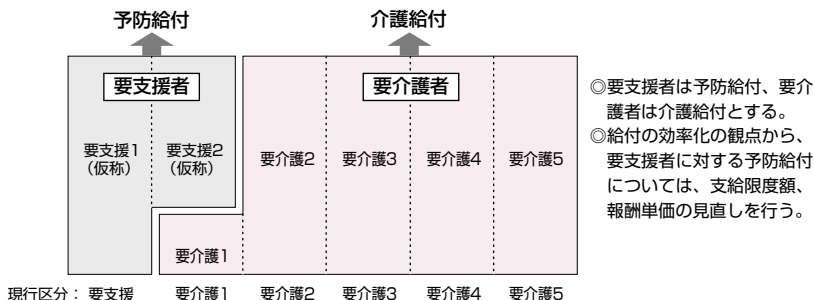 予防給付
介護給付
要支援者
要介護者
要支援1
（仮称）
要支援2
（仮称）
要介護2
要介護3
要介護4
要介護5
要介護1
◎要支援者は予防給付、要介
護者は介護給付とする。
◎給付の効率化の観点から、
要支援者に対する予防給付
については、支給限度額、
報酬単価の見直しを行う。
現行区分： 要支援 要介護1 要介護2 要介護3 要介護4 要介護5